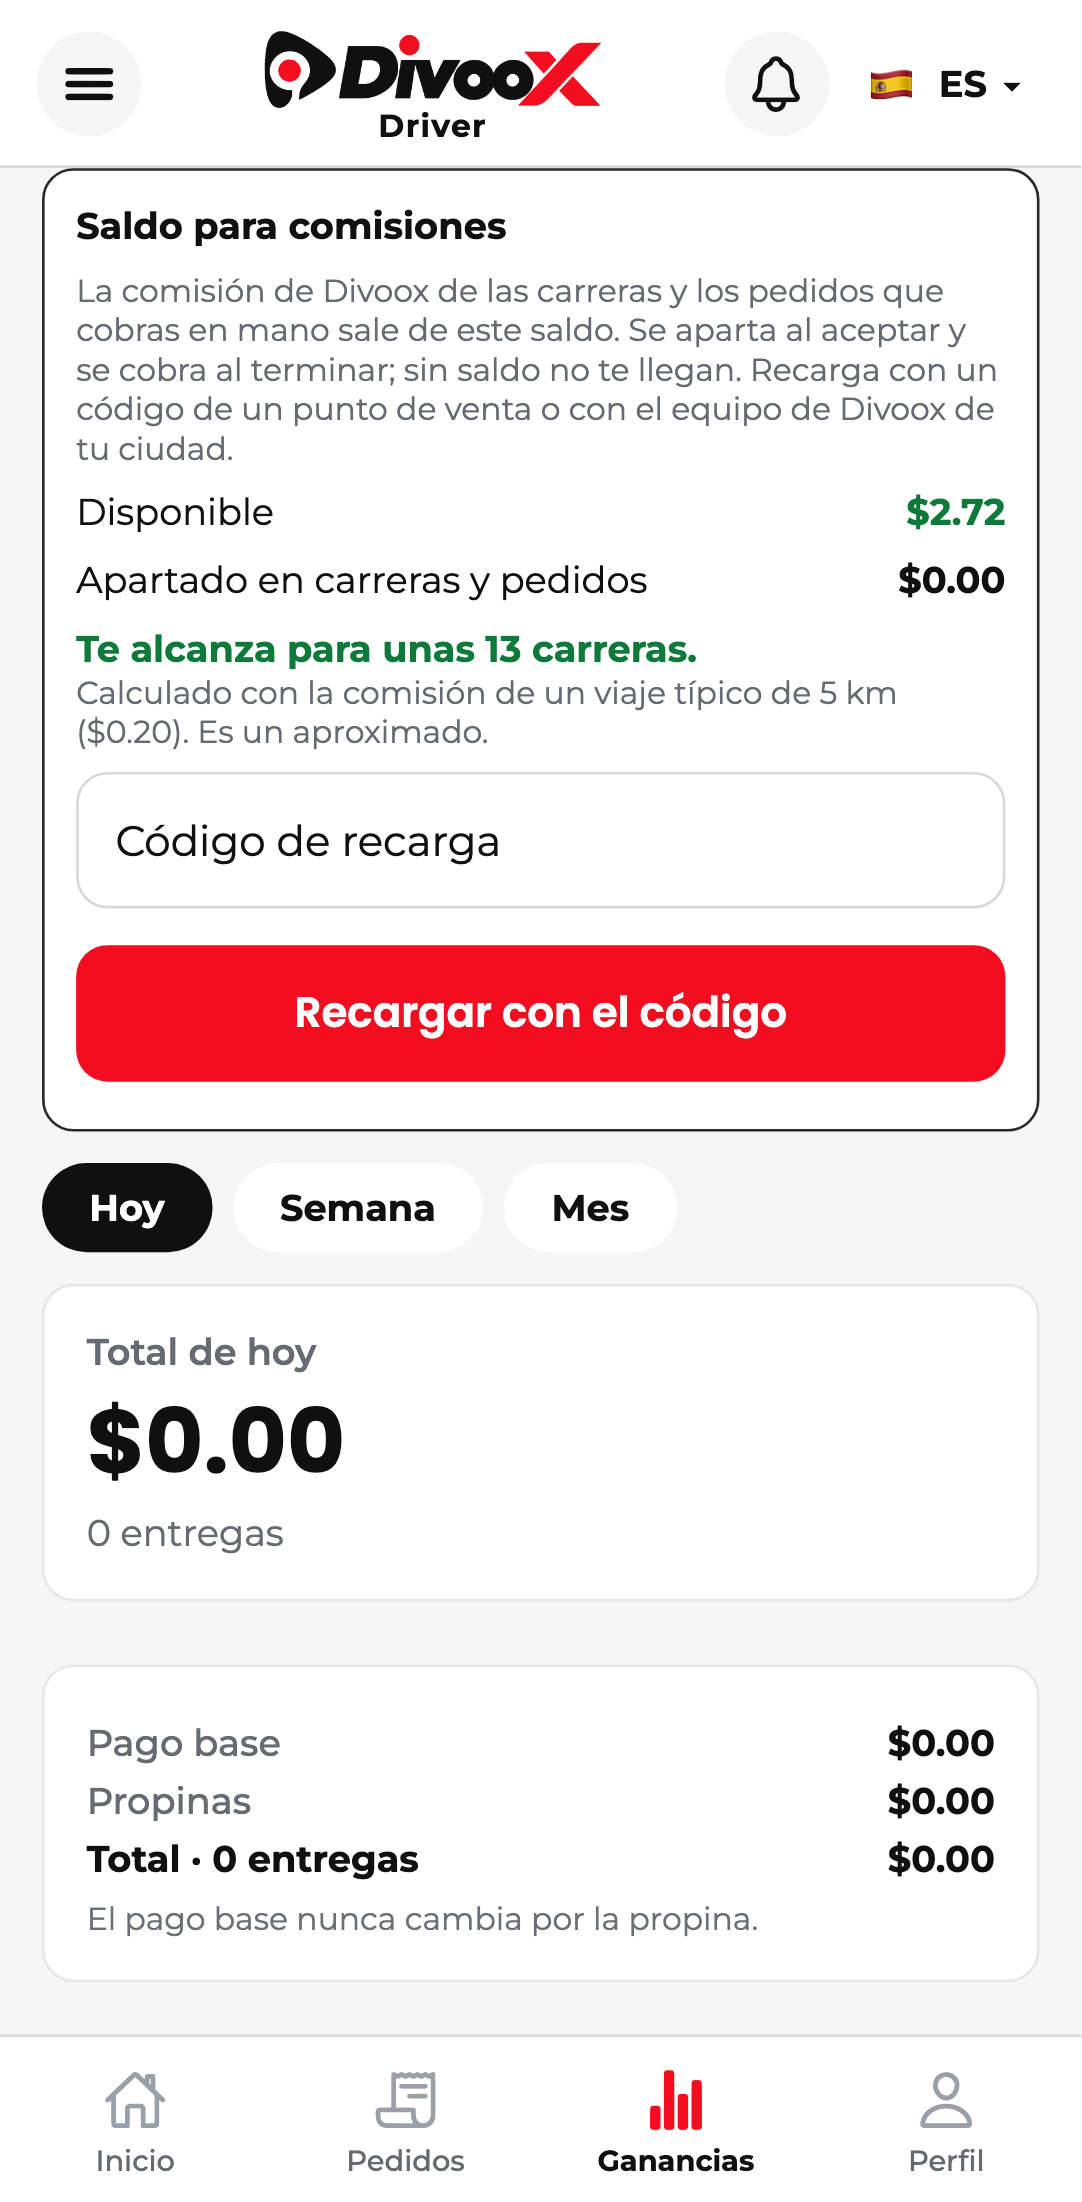 DivooX
Driver
ES
Saldo para comisiones
La comisión de Divoox de las carreras y los pedidos que
cobras en mano sale de este saldo. Se aparta al aceptar y
se cobra al terminar; sin saldo no te llegan. Recarga con un
código de un punto de venta o con el equipo de Divoox de
tu ciudad.
Disponible $2.72
Apartado en carreras y pedidos $0.00
Te alcanza para unas 13 carreras.
Calculado con la comisión de un viaje típico de 5 km
($0.20). Es un aproximado.
Código de recarga
Recargar con el código
Hoy Semana Mes
Total de hoy
$0.00
0 entregas
Pago base $0.00
Propinas $0.00
Total · 0 entregas $0.00
El pago base nunca cambia por la propina.
Inicio Pedidos Ganancias Perfil